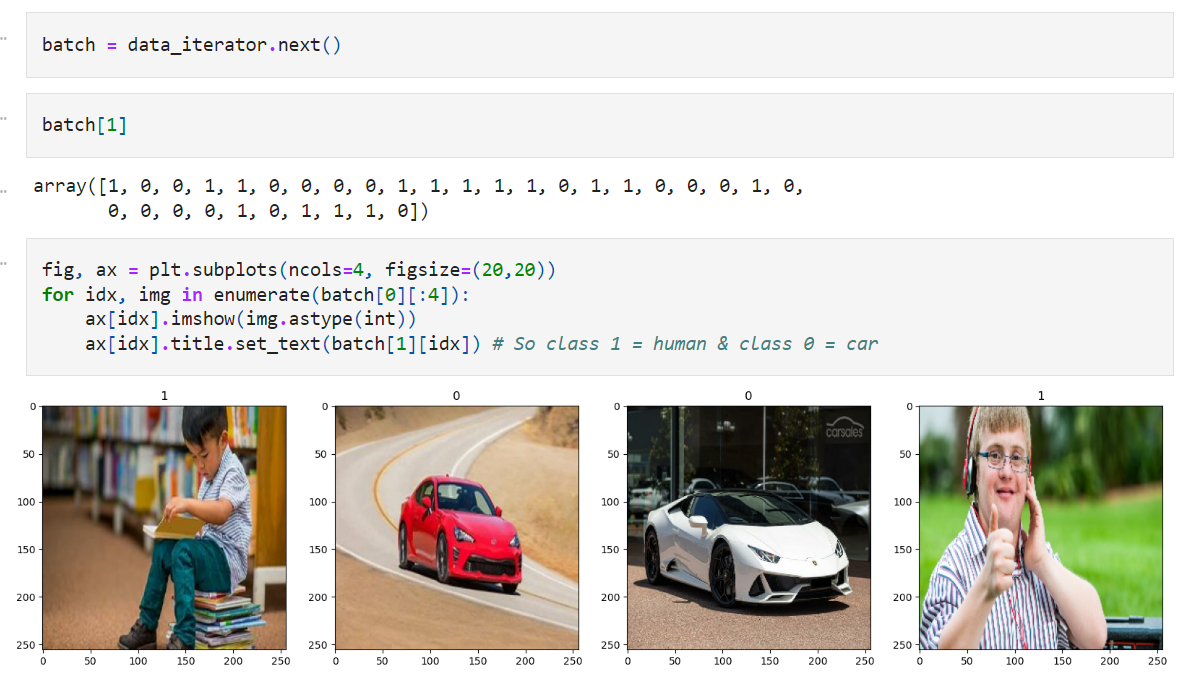 batch = data_iterator.next()
batch[1]
array([1, 0, 0, 1, 1, 0, 0, 0, 0, 1, 1, 1, 1, 1, 0, 1, 1, 0, 0, 0, 1, 0,
       0, 0, 0, 0, 1, 0, 1, 1, 1, 0])
fig, ax = plt.subplots(ncols=4, figsize=(20,20))
for idx, img in enumerate(batch[0][:4]):
    ax[idx].imshow(img.astype(int))
    ax[idx].title.set_text(batch[1][idx]) # So class 1 = human & class 0 = car
1 0 0 1
0 0 0 0
carsales
50 50 50 50
100 100 100 100
150 150 150 150
200 200 200 200
250 250 250 250
0 50 100 150 200 250 0 50 100 150 200 250 0 50 100 150 200 250 0 50 100 150 200 250